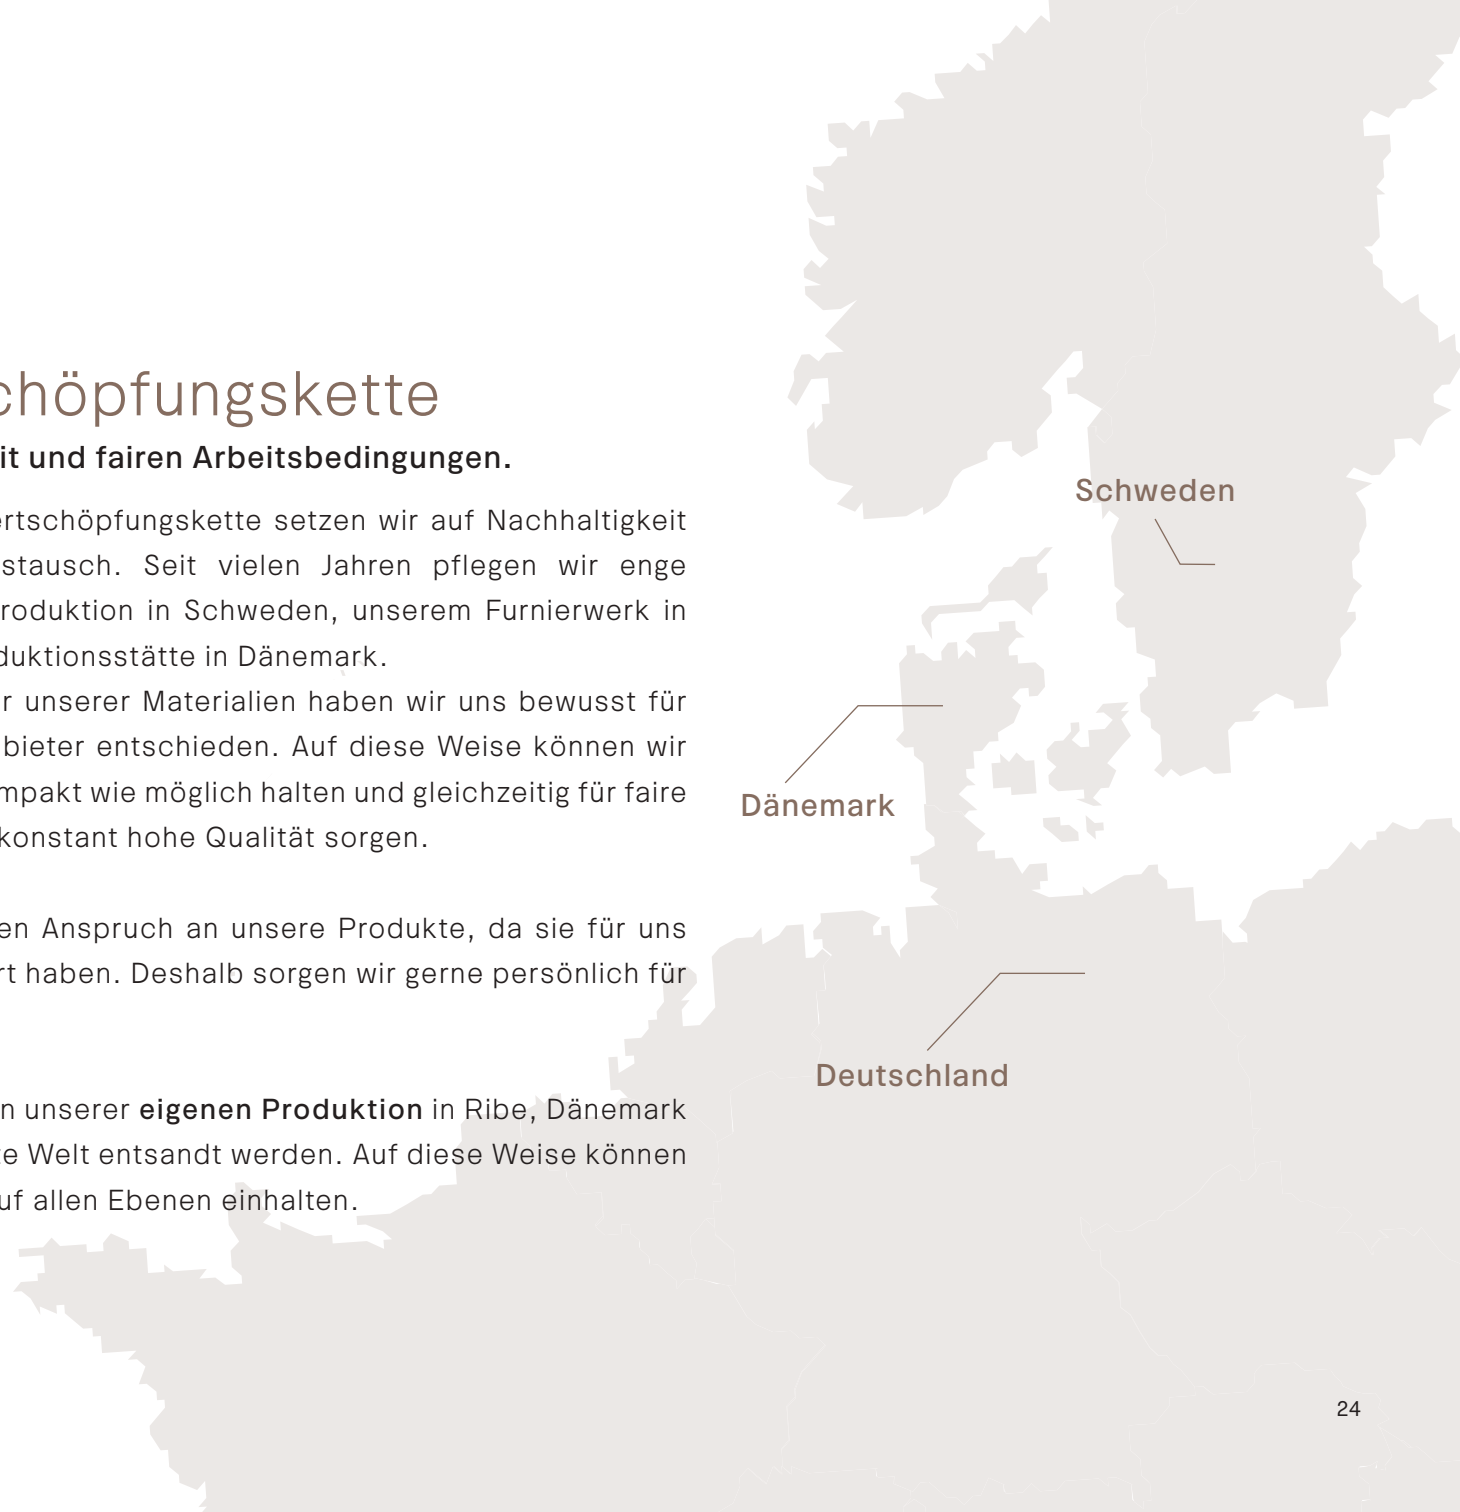 chöpfungskette
it und fairen Arbeitsbedingungen.
ertschöpfungskette setzen wir auf Nachhaltigkeit
stausch. Seit vielen Jahren pflegen wir enge
roduktion in Schweden, unserem Furnierwerk in
duktionsstätte in Dänemark.
r unserer Materialien haben wir uns bewusst für
bieter entschieden. Auf diese Weise können wir
mpakt wie möglich halten und gleichzeitig für faire
konstant hohe Qualität sorgen.
en Anspruch an unsere Produkte, da sie für uns
rt haben. Deshalb sorgen wir gerne persönlich für
n unserer eigenen Produktion in Ribe, Dänemark
te Welt entsandt werden. Auf diese Weise können
uf allen Ebenen einhalten.
Schweden
Dänemark
Deutschland
24